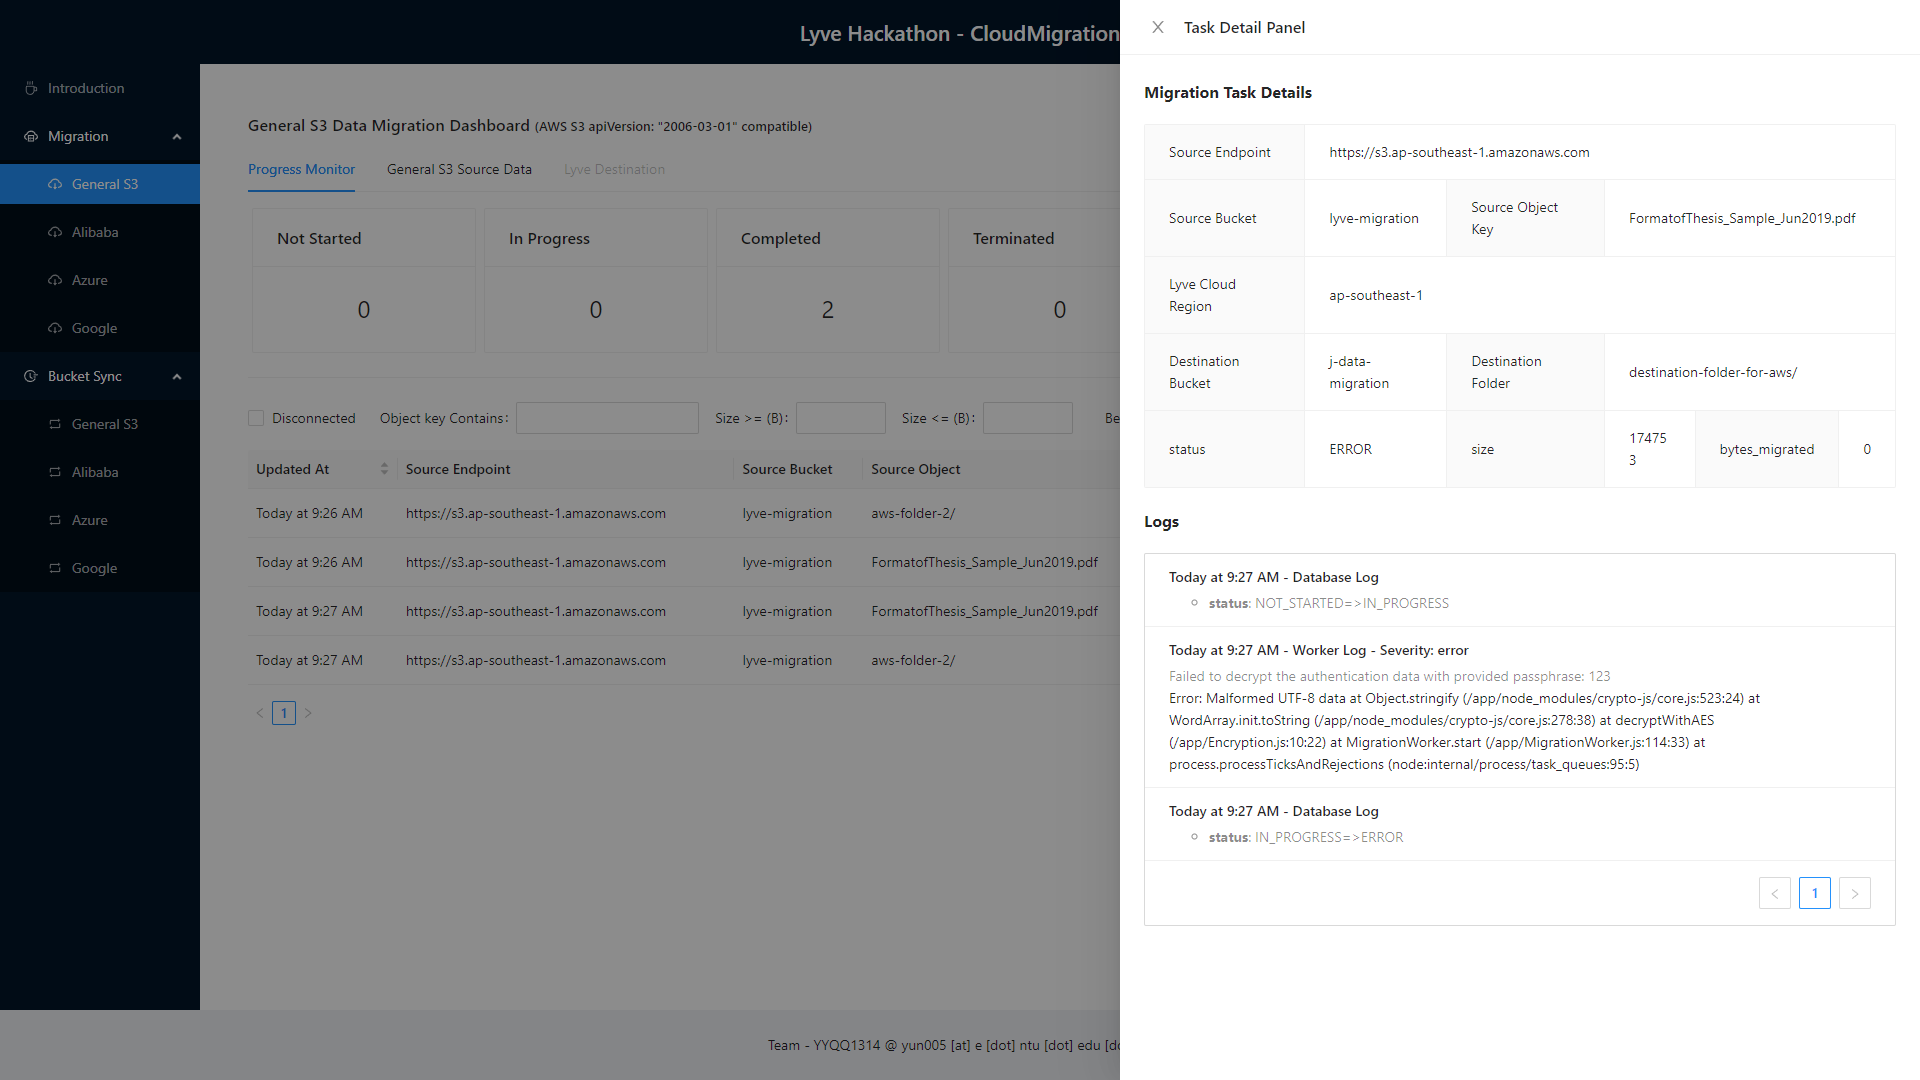 Lyve Hackathon - CloudMigration
Introduction
Migration
General S3
Alibaba
Azure
Google
Bucket Sync
General S3
Alibaba
Azure
Google
General S3 Data Migration Dashboard (AWS S3 apiVersion: "2006-03-01" compatible)
Progress Monitor General S3 Source Data Lyve Destination
Not Started In Progress Completed Terminated
0 0 2 0
Disconnected Object key Contains: Size >= (B): Size <= (B): Be
Updated At Source Endpoint Source Bucket Source Object
Today at 9:26 AM https://s3.ap-southeast-1.amazonaws.com lyve-migration aws-folder-2/
Today at 9:26 AM https://s3.ap-southeast-1.amazonaws.com lyve-migration FormatofThesis_Sample_Jun2019.pdf
Today at 9:27 AM https://s3.ap-southeast-1.amazonaws.com lyve-migration FormatofThesis_Sample_Jun2019.pdf
Today at 9:27 AM https://s3.ap-southeast-1.amazonaws.com lyve-migration aws-folder-2/
< 1 >
Team - YYQQ1314 @ yun005 [at] e [dot] ntu [dot] edu [do
Task Detail Panel
Migration Task Details
Source Endpoint https://s3.ap-southeast-1.amazonaws.com
Source Bucket lyve-migration Source Object
Key FormatofThesis_Sample_Jun2019.pdf
Lyve Cloud
Region ap-southeast-1
Destination
Bucket j-data-
migration Destination
Folder destination-folder-for-aws/
status ERROR size 17475
3 bytes_migrated 0
Logs
Today at 9:27 AM - Database Log
status: NOT_STARTED=>IN_PROGRESS
Today at 9:27 AM - Worker Log - Severity: error
Failed to decrypt the authentication data with provided passphrase: 123
Error: Malformed UTF-8 data at Object.stringify (/app/node_modules/crypto-js/core.js:523:24) at
WordArray.init.toString (/app/node_modules/crypto-js/core.js:278:38) at decryptWithAES
(/app/Encryption.js:10:22) at MigrationWorker.start (/app/MigrationWorker.js:114:33) at
process.processTicksAndRejections (node:internal/process/task_queues:95:5)
Today at 9:27 AM - Database Log
status: IN_PROGRESS=>ERROR
< 1 >